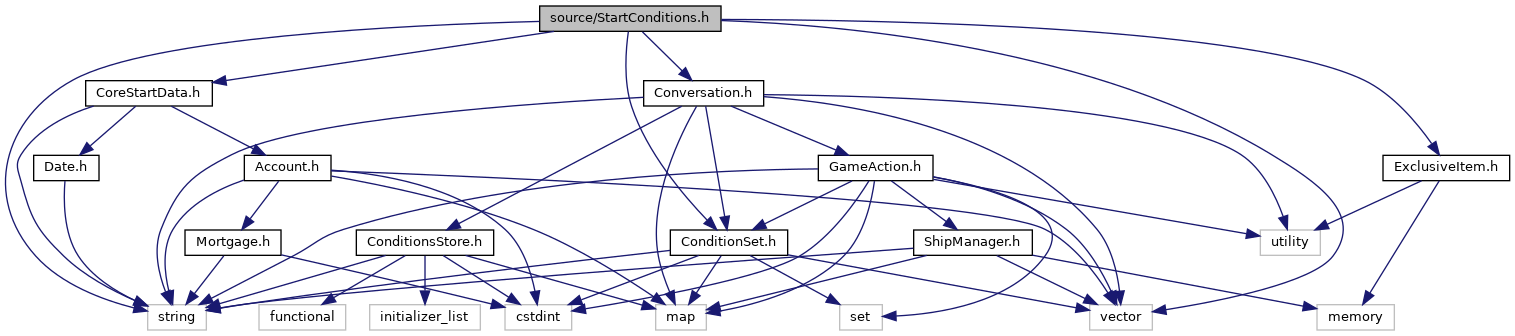 source/StartConditions.h
CoreStartData.h
Conversation.h
Date.h
Account.h
GameAction.h
ExclusiveItem.h
Mortgage.h
ConditionsStore.h
ConditionSet.h
ShipManager.h
utility
string
functional
initializer_list
cstdint
map
set
vector
memory